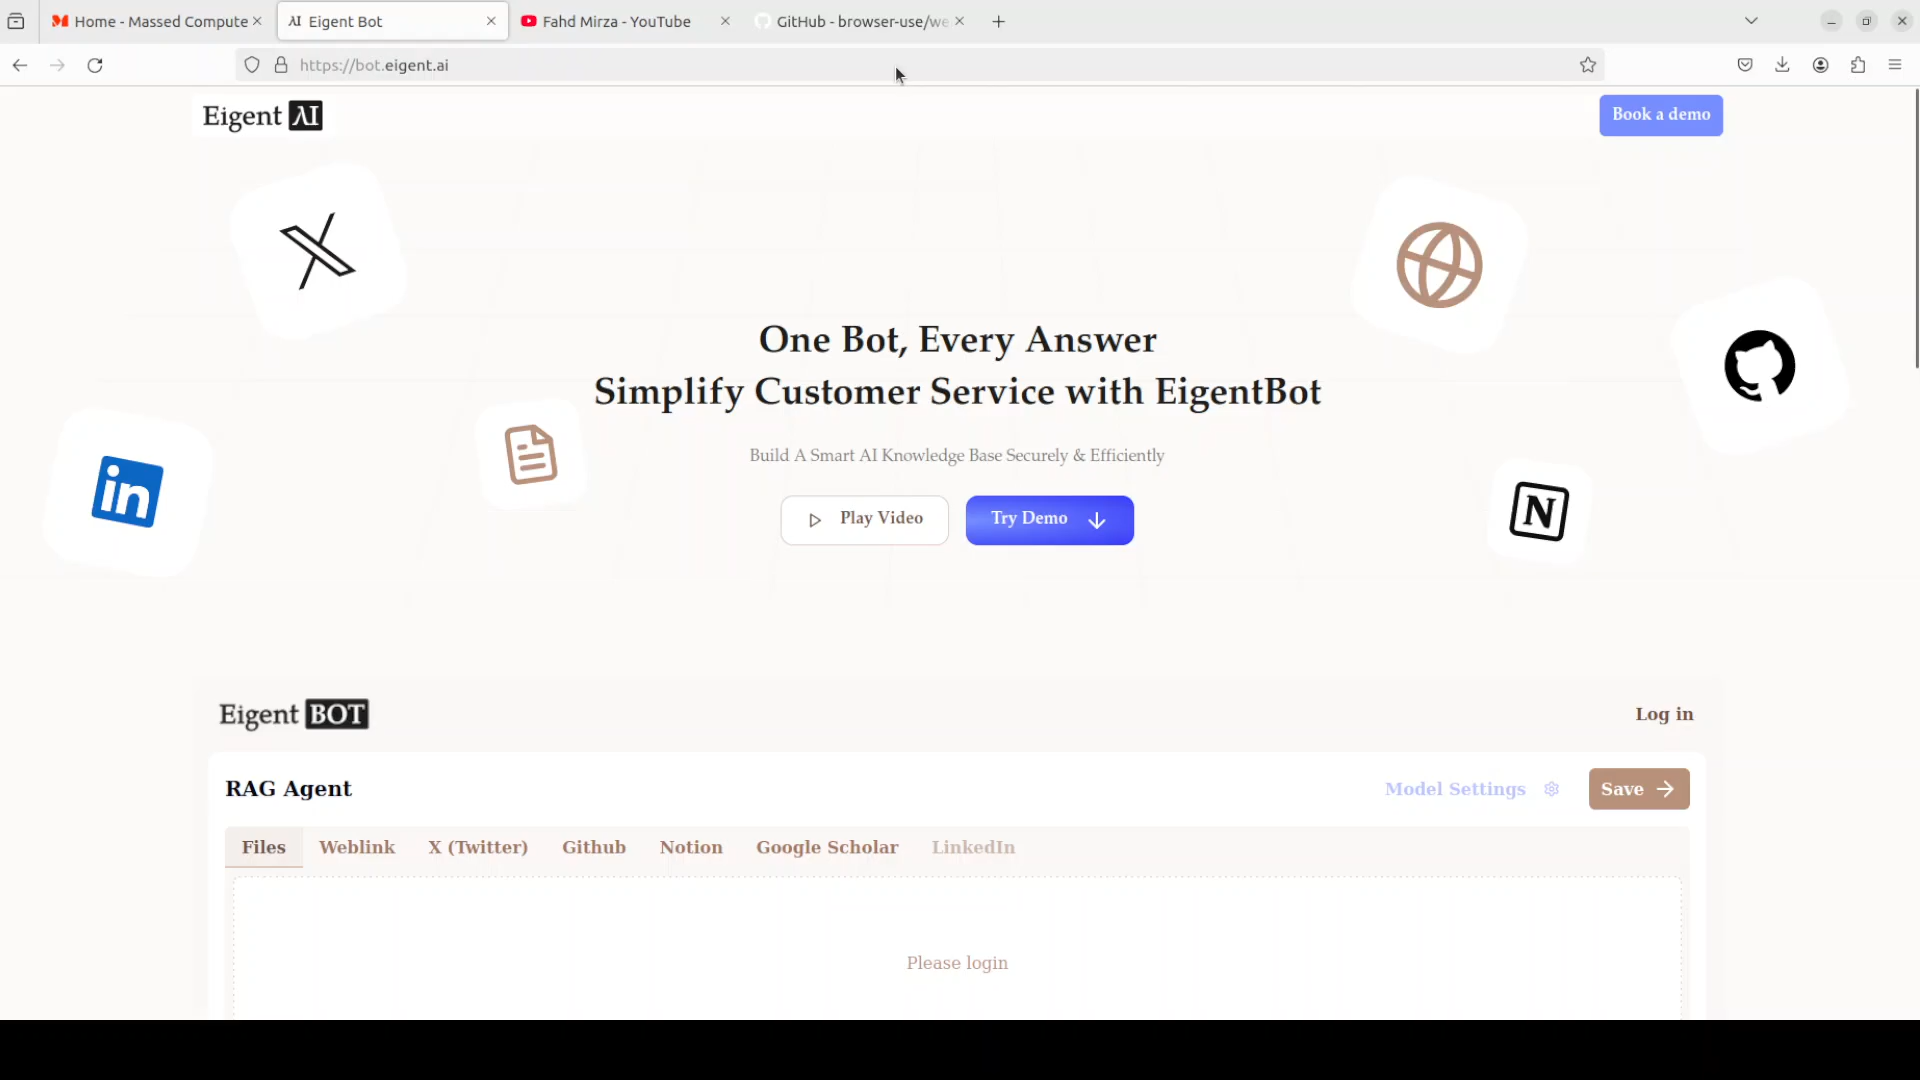 Home - Massed Compute
Eigent Bot
Fahd Mirza - YouTube
GitHub - browser-use/we
https://bot.eigent.ai
Eigent AI
Book a demo
One Bot, Every Answer
Simplify Customer Service with EigentBot
Build A Smart AI Knowledge Base Securely & Efficiently
Play Video
Try Demo
Eigent BOT
Log in
RAG Agent
Model Settings
Save
Files
Weblink
X (Twitter)
Github
Notion
Google Scholar
LinkedIn
Please login